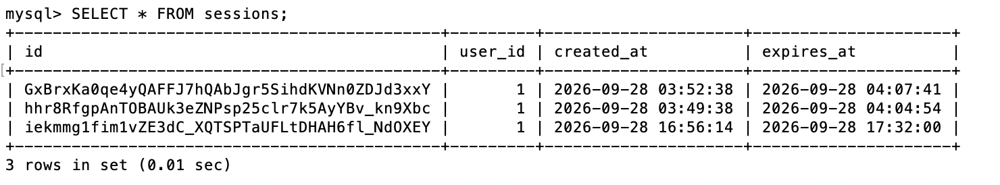 mysql> SELECT * FROM sessions;
+---------------------------------------------+---------+---------------------+---------------------+
| id                                          | user_id | created_at          | expires_at          |
+---------------------------------------------+---------+---------------------+---------------------+
| GxBrxKa0qe4yQAFFJ7hQAbJgr5SihdKVNn0ZDJd3xxY |       1 | 2026-09-28 03:52:38 | 2026-09-28 04:07:41 |
| hhr8RfgpAnTOBAUk3eZNPsp25clr7k5AyYBv_kn9Xbc |       1 | 2026-09-28 03:49:38 | 2026-09-28 04:04:54 |
| iekmmg1fim1vZE3dC_XQTSPTaUFLtDHAH6fl_NdOXEY |       1 | 2026-09-28 16:56:14 | 2026-09-28 17:32:00 |
+---------------------------------------------+---------+---------------------+---------------------+
3 rows in set (0.01 sec)